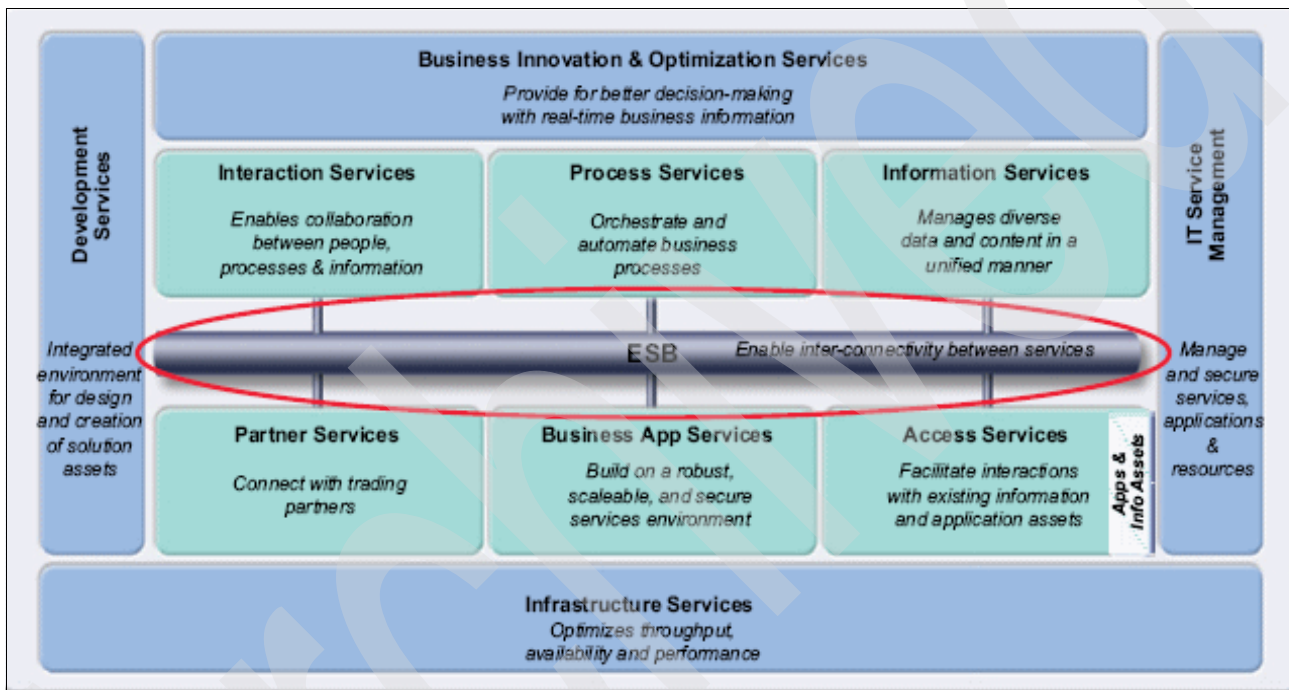 Business Innovation & Optimization Services
Provide for better decision-making
with real-time business information
Development
Services
Integrated
environment
for design
and creation
of solution
assets
Interaction Services
Enables collaboration
between people,
processes & information
Process Services
Orchestrate and
automate business
processes
Information Services
Manages diverse
data and content in a
unified manner
IT Service
Management
Manage
and secure
services,
applications
&
resources
ESB
Enable inter-connectivity between services
Partner Services
Connect with trading
partners
Business App Services
Build on a robust,
scaleable, and secure
services environment
Access Services
Facilitate interactions
with existing information
and application assets
Apps &
Info Assets
Infrastructure Services
Optimizes throughput,
availability and performance